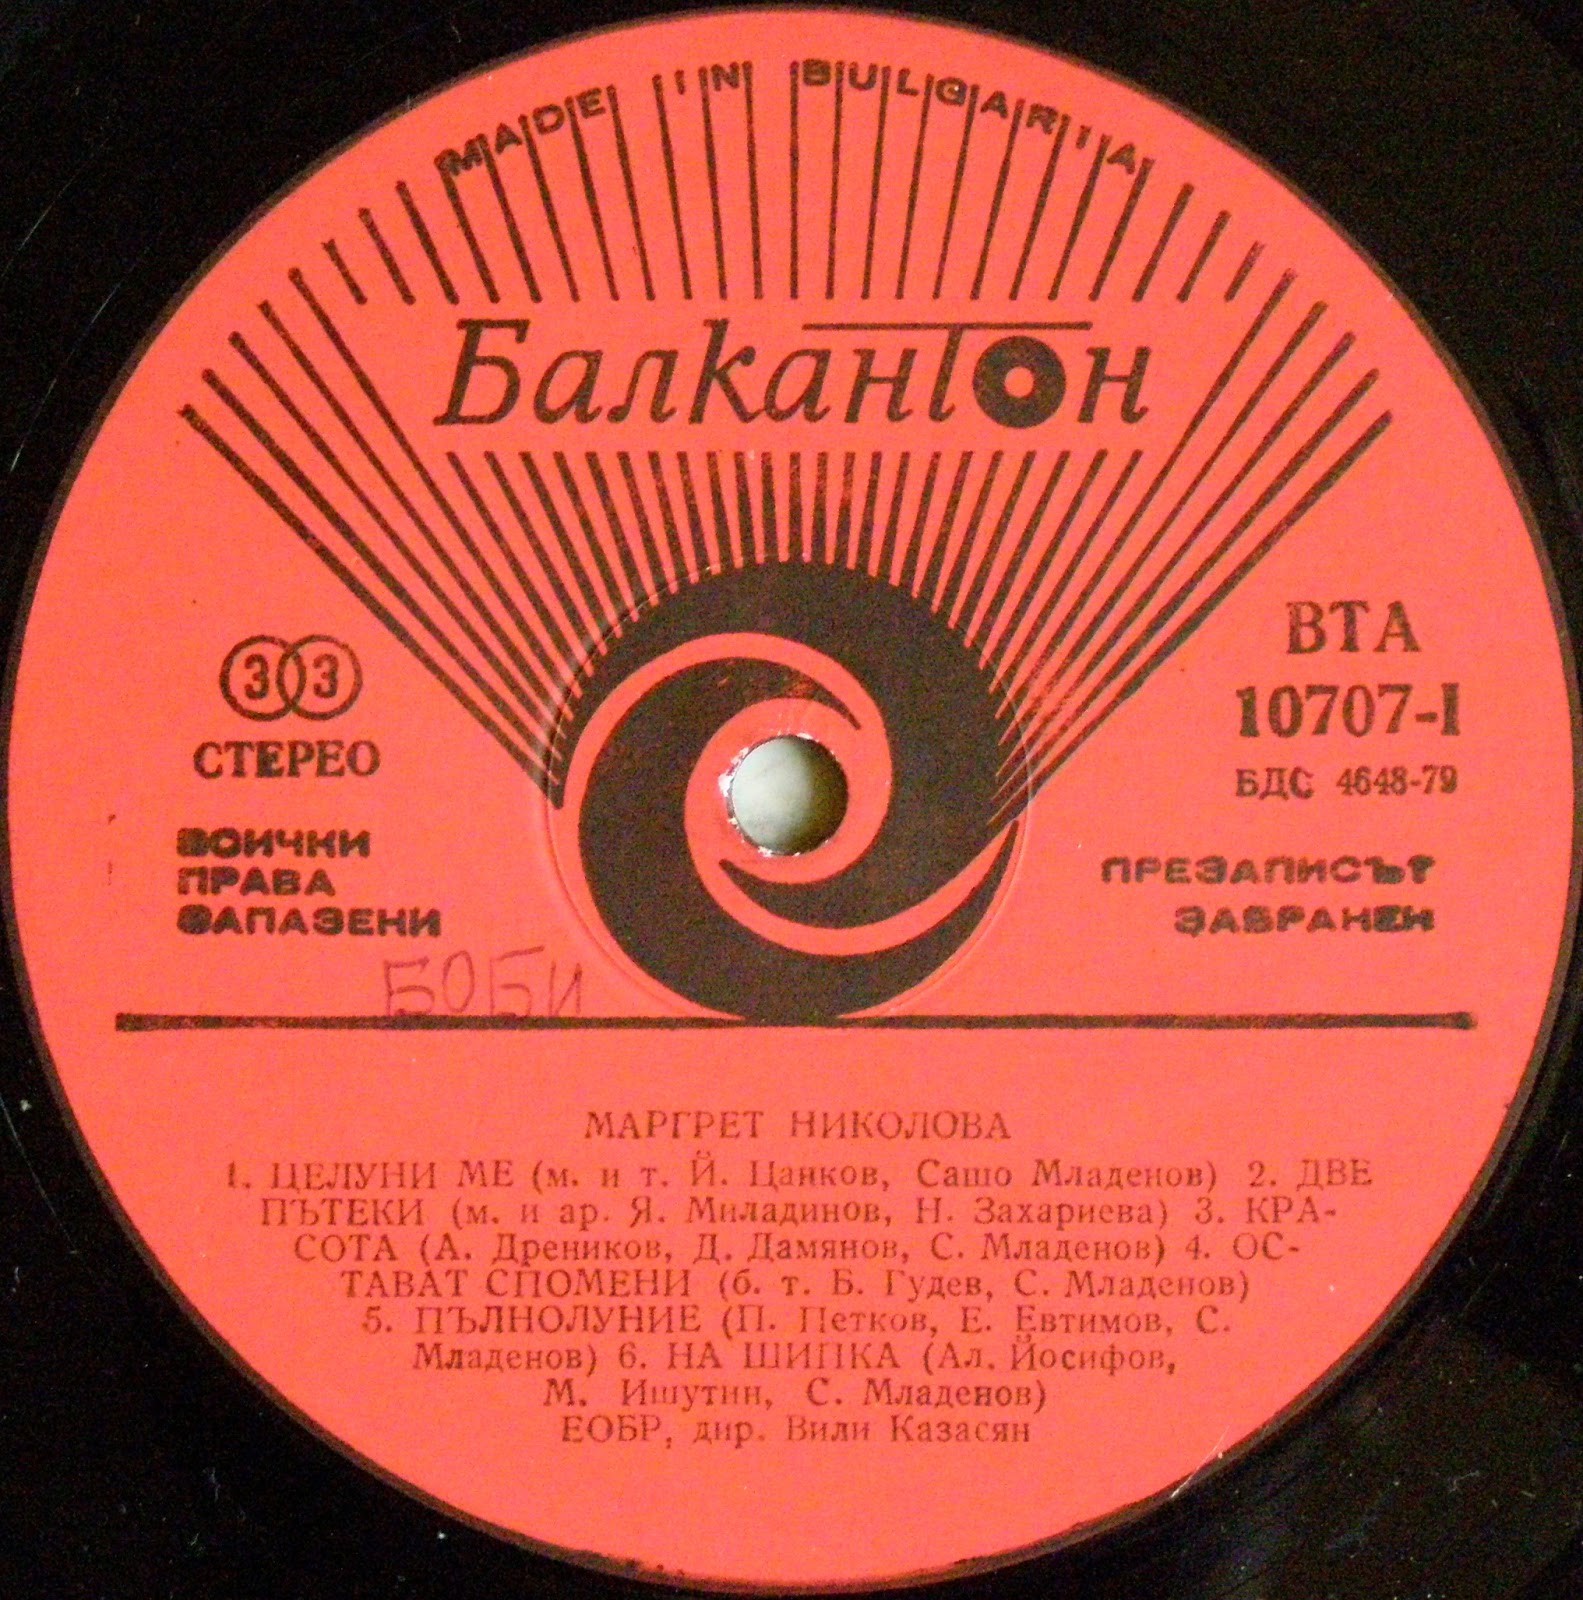 MADE IN BULGARIA
Балкантон
33
СТЕРЕО
ВСИЧКИ
ПРАВА
ЗАПАЗЕНИ
ВТА
10707-I
БДС 4648-79
ПРЕЗАПИСЪТ
ЗАБРАНЕН
БОБИ
МАРГРЕТ НИКОЛОВА
1. ЦЕЛУНИ МЕ (м. и т. Й. Цанков, Сашо Младенов) 2. ДВЕ
ПЪТЕКИ (м. и ар. Я. Миладинов, Н. Захариева) 3. КРА-
СОТА (А. Дреников, Д. Дамянов, С. Младенов) 4. ОС-
ТАВАТ СПОМЕНИ (б. т. Б. Гудев, С. Младенов)
5. ПЪЛНОЛУНИЕ (П. Петков, Е. Евтимов, С.
Младенов) 6. НА ШИПКА (Ал. Йосифов,
М. Ишутин, С. Младенов)
ЕОБР, дир. Вили Казасян